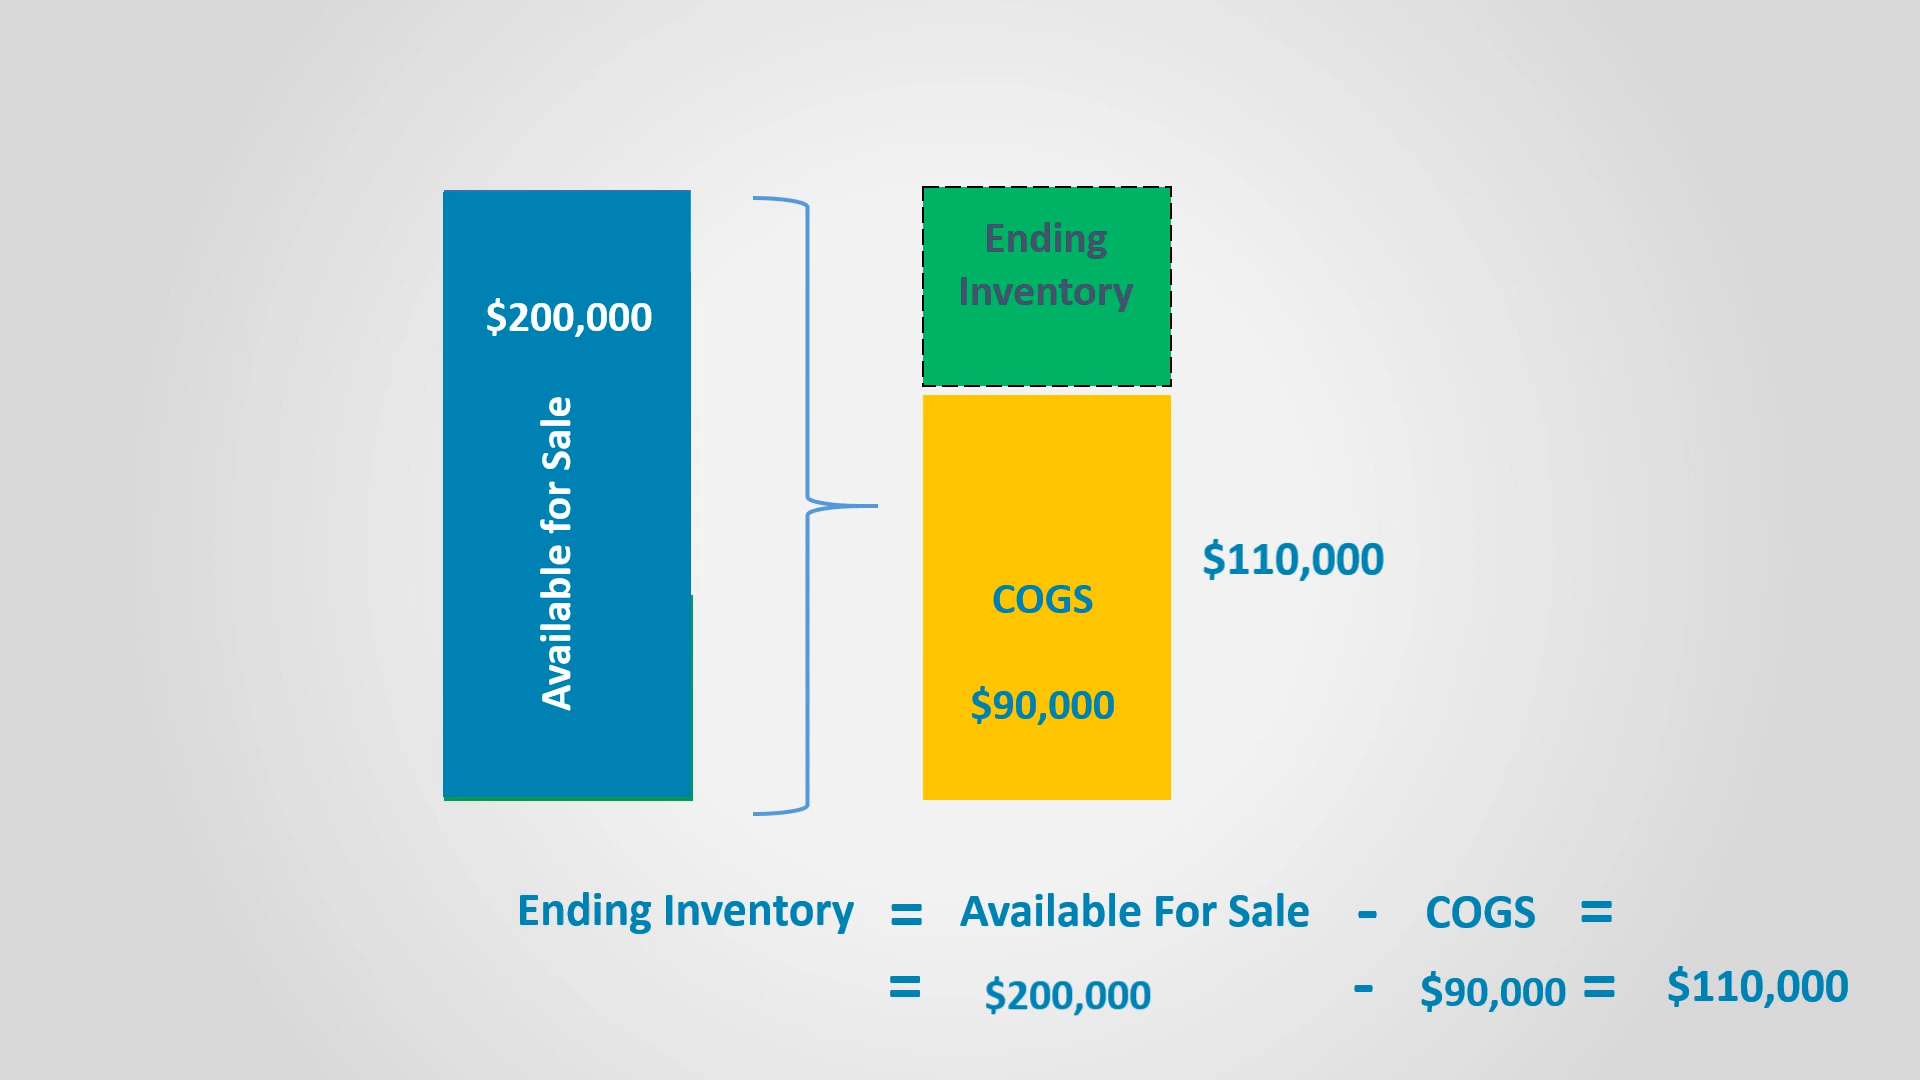 $200,000
Available for Sale
Ending
Inventory
COGS
$90,000
$110,000
Ending Inventory = Available For Sale - COGS =
= $200,000 - $90,000 = $110,000